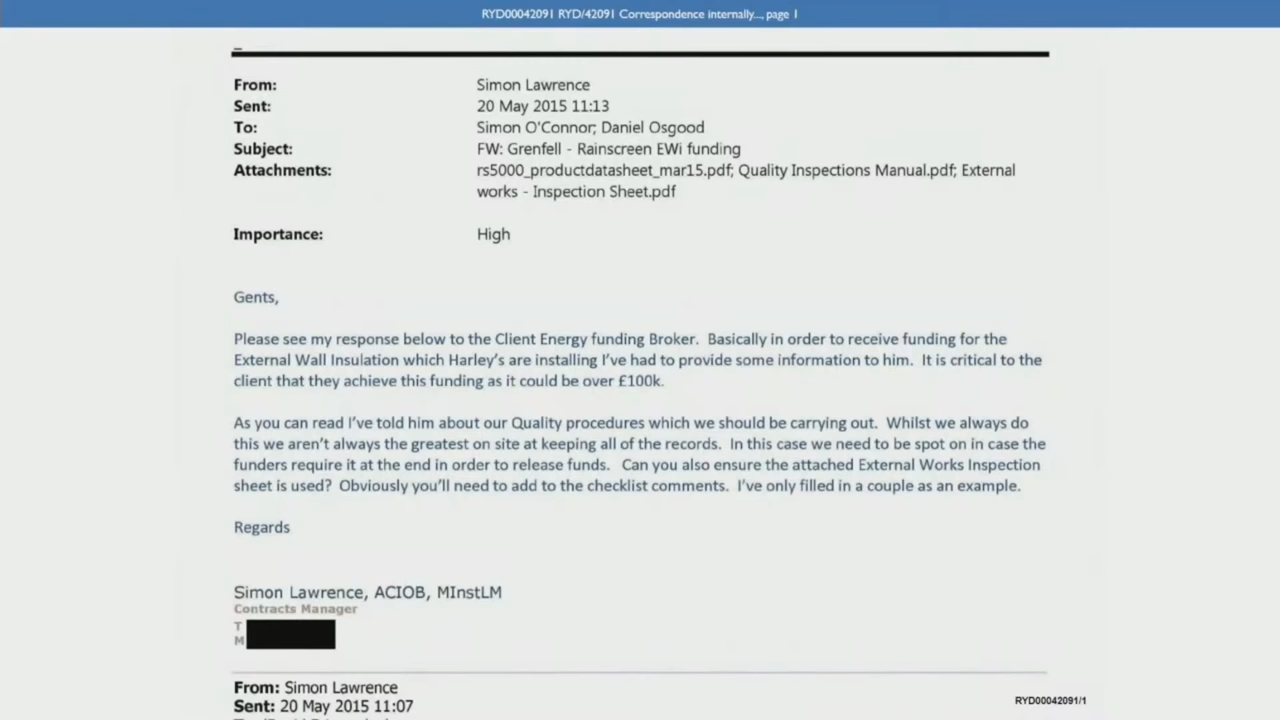 RYD00042091 RYD/42091 Correspondence internally..., page 1
From: Simon Lawrence
Sent: 20 May 2015 11:13
To: Simon O'Connor; Daniel Osgood
Subject: FW: Grenfell - Rainscreen EWi funding
Attachments: rs5000_productdatasheet_mar15.pdf; Quality Inspections Manual.pdf; External
works - Inspection Sheet.pdf
Importance: High
Gents,
Please see my response below to the Client Energy funding Broker. Basically in order to receive funding for the
External Wall Insulation which Harley's are installing I've had to provide some information to him. It is critical to the
client that they achieve this funding as it could be over £100k.
As you can read I've told him about our Quality procedures which we should be carrying out. Whilst we always do
this we aren't always the greatest on site at keeping all of the records. In this case we need to be spot on in case the
funders require it at the end in order to release funds. Can you also ensure the attached External Works Inspection
sheet is used? Obviously you'll need to add to the checklist comments. I've only filled in a couple as an example.
Regards
Simon Lawrence, ACIOB, MInstLM
Contracts Manager
T
M
From: Simon Lawrence
Sent: 20 May 2015 11:07
RYD00042091/1